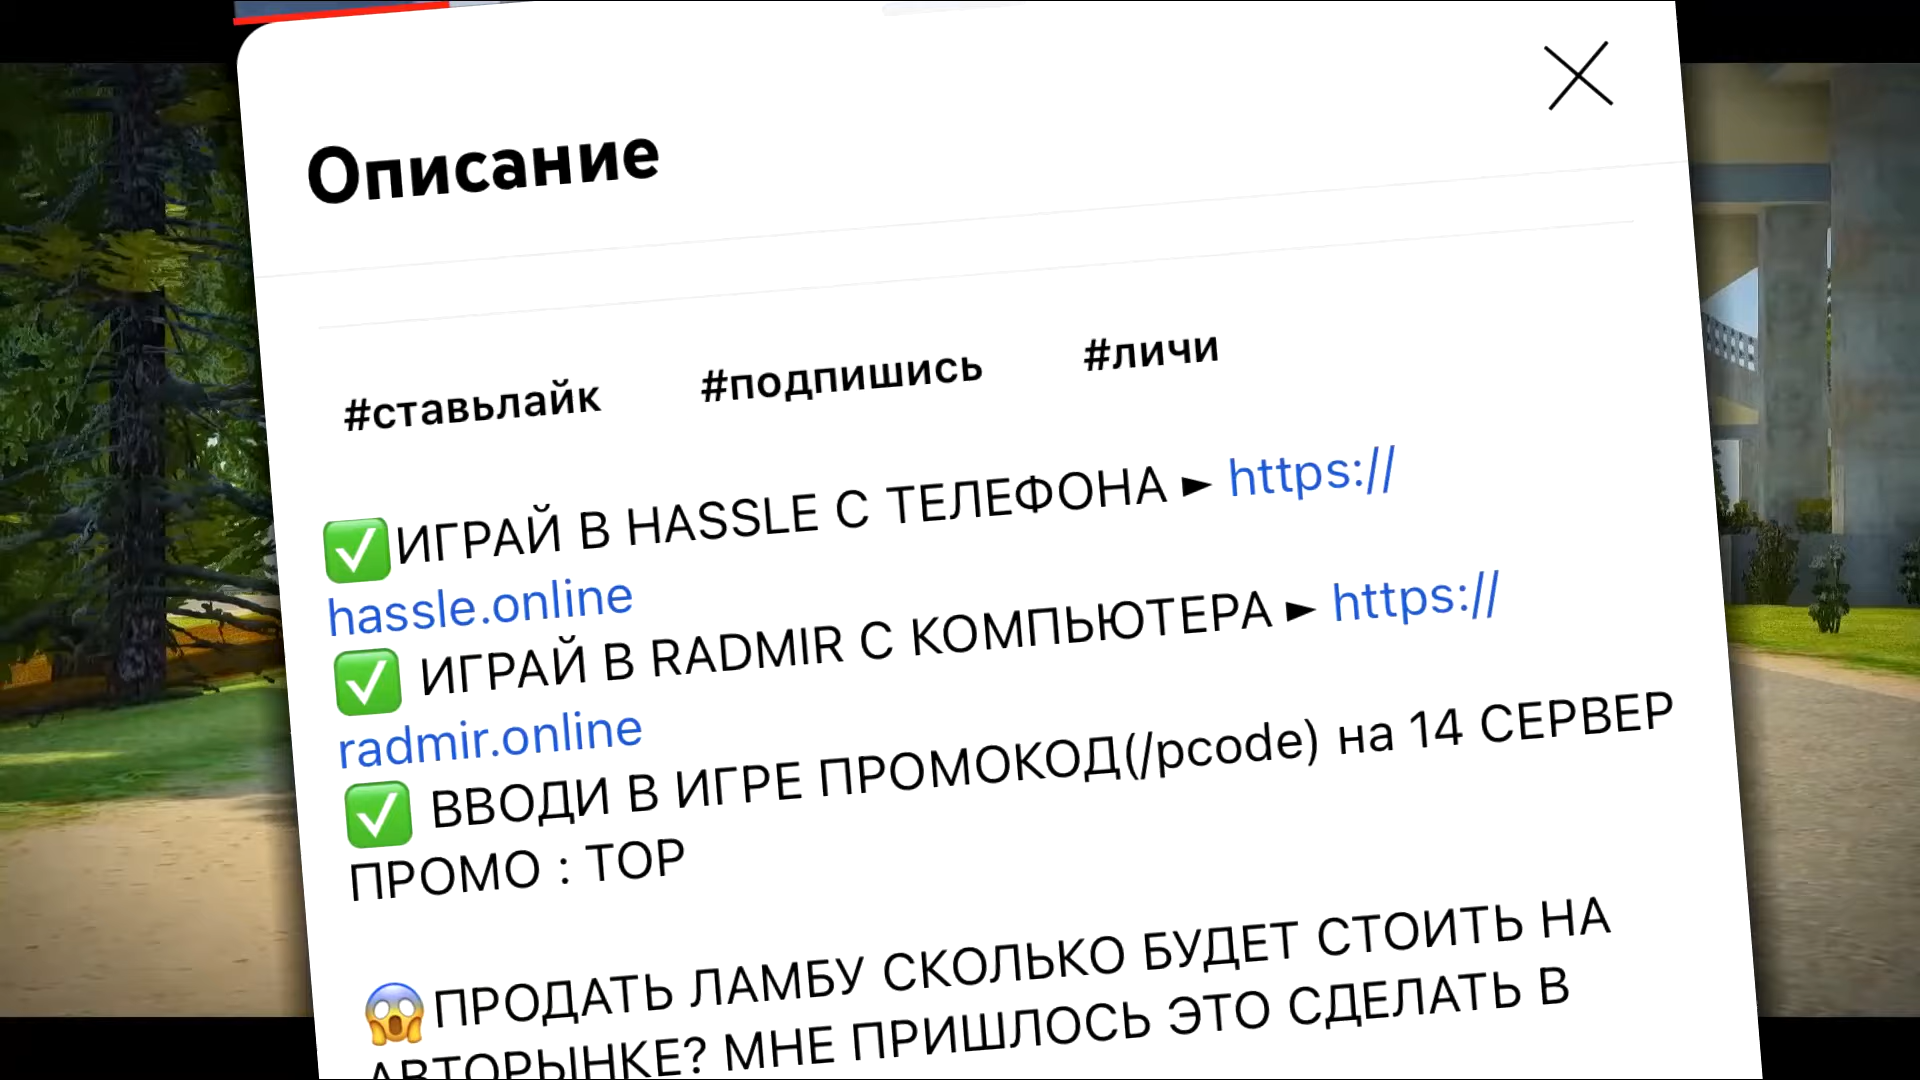 Описание
#ставьлайк #подпишись #личи
✅ИГРАЙ В HASSLE С ТЕЛЕФОНА ► https://
hassle.online
✅ ИГРАЙ В RADMIR С КОМПЬЮТЕРА ► https://
radmir.online
✅ ВВОДИ В ИГРЕ ПРОМОКОД(/pcode) на 14 СЕРВЕР
ПРОМО : TOP
😱ПРОДАТЬ ЛАМБУ СКОЛЬКО БУДЕТ СТОИТЬ НА
АВТОРЫНКЕ? МНЕ ПРИШЛОСЬ ЭТО СДЕЛАТЬ В